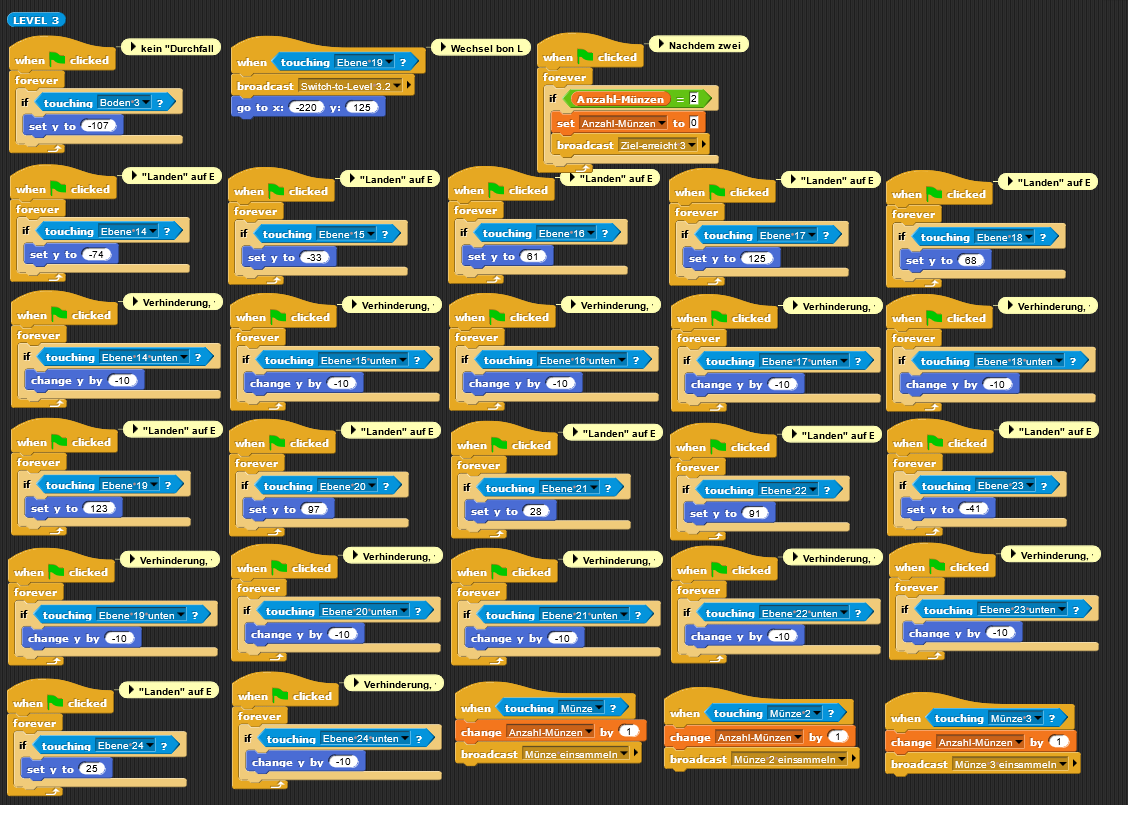 LEVEL 3
kein "Durchfall
when clicked
forever
if touching Boden 3 ?
set y to -107
Wechsel bon L
when touching Ebene 19 ?
broadcast Switch-to-Level 3.2
go to x: -220 y: 125
Nachdem zwei
when clicked
forever
if Anzahl-Münzen = 2
set Anzahl-Münzen to 0
broadcast Ziel-erreicht 3
"Landen" auf E
when clicked
forever
if touching Ebene 14 ?
set y to -74
"Landen" auf E
when clicked
forever
if touching Ebene 15 ?
set y to -33
"Landen" auf E
when clicked
forever
if touching Ebene 16 ?
set y to 61
"Landen" auf E
when clicked
forever
if touching Ebene 17 ?
set y to 125
"Landen" auf E
when clicked
forever
if touching Ebene 18 ?
set y to 68
Verhinderung,
when clicked
forever
if touching Ebene 14 unten ?
change y by -10
Verhinderung,
when clicked
forever
if touching Ebene 15 unten ?
change y by -10
Verhinderung,
when clicked
forever
if touching Ebene 16 unten ?
change y by -10
Verhinderung,
when clicked
forever
if touching Ebene 17 unten ?
change y by -10
Verhinderung,
when clicked
forever
if touching Ebene 18 unten ?
change y by -10
"Landen" auf E
when clicked
forever
if touching Ebene 19 ?
set y to 123
"Landen" auf E
when clicked
forever
if touching Ebene 20 ?
set y to 97
"Landen" auf E
when clicked
forever
if touching Ebene 21 ?
set y to 28
"Landen" auf E
when clicked
forever
if touching Ebene 22 ?
set y to 91
"Landen" auf E
when clicked
forever
if touching Ebene 23 ?
set y to -41
Verhinderung,
when clicked
forever
if touching Ebene 19 unten ?
change y by -10
Verhinderung,
when clicked
forever
if touching Ebene 20 unten ?
change y by -10
Verhinderung,
when clicked
forever
if touching Ebene 21 unten ?
change y by -10
Verhinderung,
when clicked
forever
if touching Ebene 22 unten ?
change y by -10
Verhinderung,
when clicked
forever
if touching Ebene 23 unten ?
change y by -10
"Landen" auf E
when clicked
forever
if touching Ebene 24 ?
set y to 25
Verhinderung,
when clicked
forever
if touching Ebene 24 unten ?
change y by -10
when touching Münze ?
change Anzahl-Münzen by 1
broadcast Münze einsammeln
when touching Münze 2 ?
change Anzahl-Münzen by 1
broadcast Münze 2 einsammeln
when touching Münze 3 ?
change Anzahl-Münzen by 1
broadcast Münze 3 einsammeln